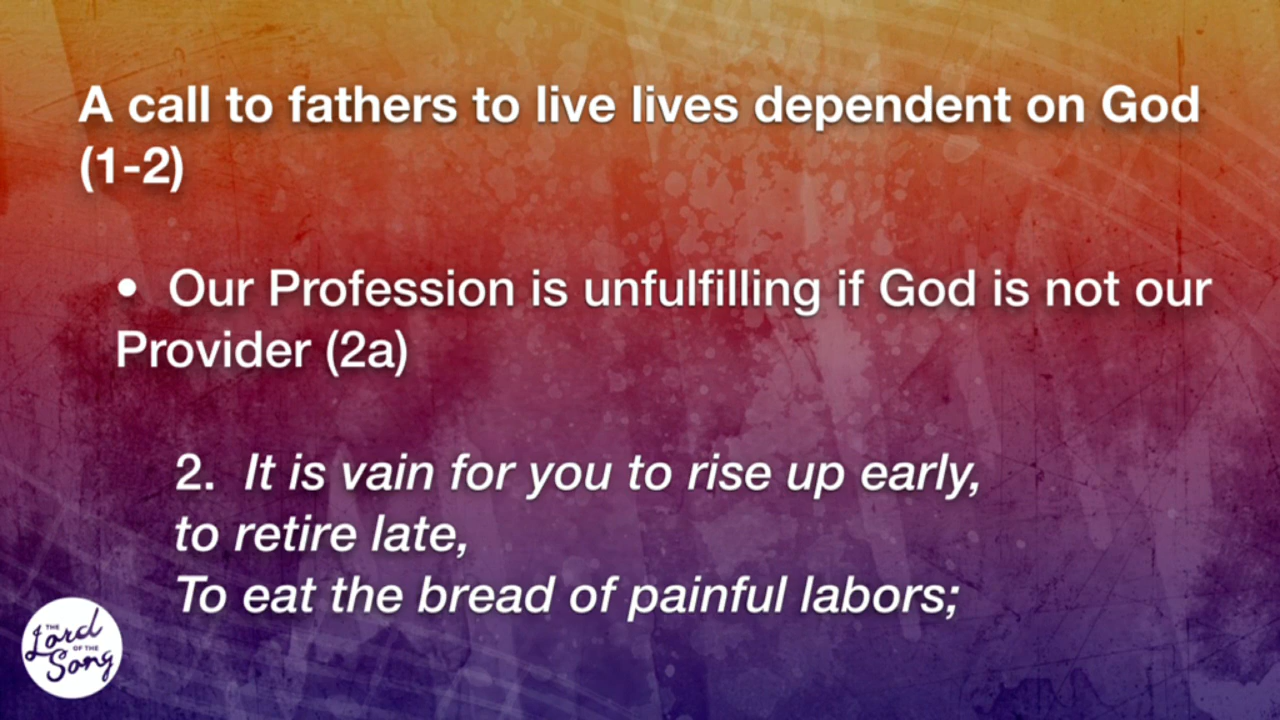 A call to fathers to live lives dependent on God
(1-2)
• Our Profession is unfulfilling if God is not our
Provider (2a)
2. It is vain for you to rise up early,
to retire late,
To eat the bread of painful labors;
THE
Lord
OF THE
Song